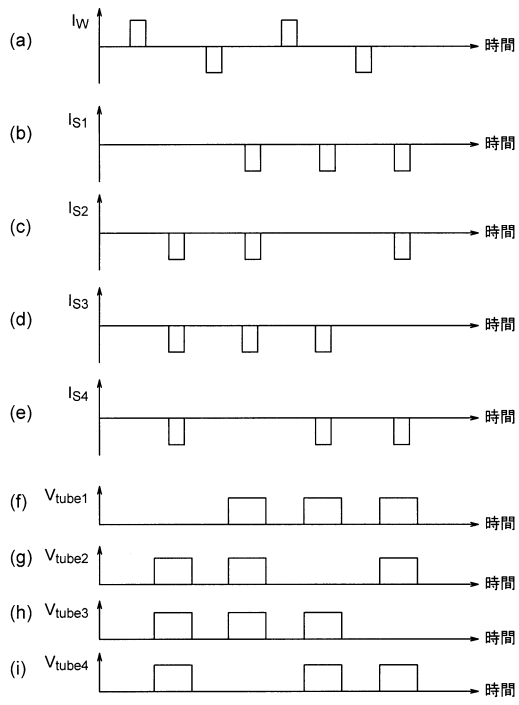 (a) IW 時間
(b) IS1 時間
(c) IS2 時間
(d) IS3 時間
(e) IS4 時間
(f) Vtube1 時間
(g) Vtube2 時間
(h) Vtube3 時間
(i) Vtube4 時間